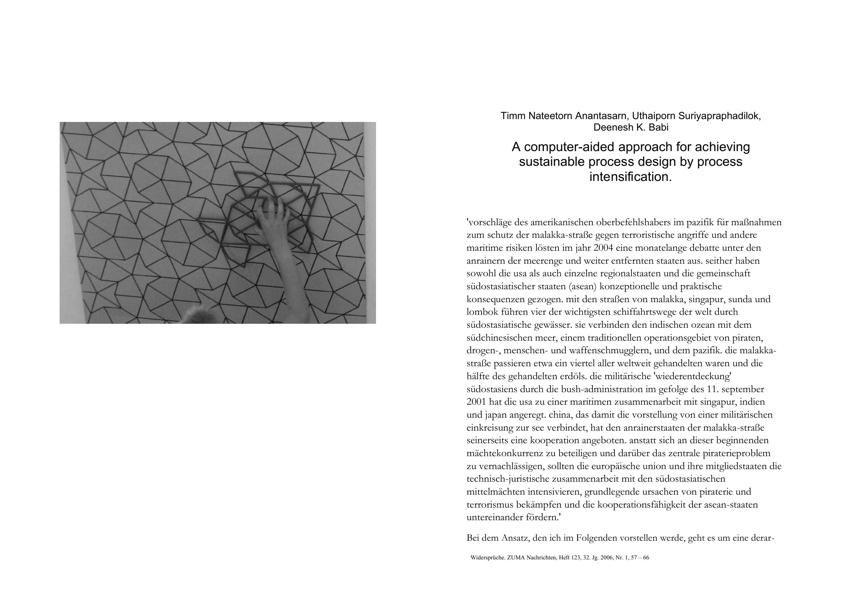 Timm Nateetorn Anantasarn, Uthaiporn Suriyapraphadilok,
Deenesh K. Babi
A computer-aided approach for achieving
sustainable process design by process
intensification.
'vorschläge des amerikanischen oberbefehlshabers im pazifik für maßnahmen
zum schutz der malakka-straße gegen terroristische angriffe und andere
maritime risiken lösten im jahr 2004 eine monatelange debatte unter den
anrainern der meerenge und weiter entfernten staaten aus. seither haben
sowohl die usa als auch einzelne regionalstaaten und die gemeinschaft
südostasiatischer staaten (asean) konzeptionelle und praktische
konsequenzen gezogen. mit den straßen von malakka, singapur, sunda und
lombok führen vier der wichtigsten schiffahrtswege der welt durch
südostasiatische gewässer. sie verbinden den indischen ozean mit dem
südchinesischen meer, einem traditionellen operationsgebiet von piraten,
drogen-, menschen- und waffenschmugglern, und dem pazifik. die malakka-
straße passieren etwa ein viertel aller weltweit gehandelten waren und die
hälfte des gehandelten erdöls. die militärische 'wiederentdeckung'
südostasiens durch die bush-administration im gefolge des 11. september
2001 hat die usa zu einer maritimen zusammenarbeit mit singapur, indien
und japan angeregt. china, das damit die vorstellung von einer militärischen
einkreisung zur see verbindet, hat den anrainerstaaten der malakka-straße
seinerseits eine kooperation angeboten. anstatt sich an dieser beginnenden
mächtekonkurrenz zu beteiligen und darüber das zentrale piraterieproblem
zu vernachlässigen, sollten die europäische union und ihre mitgliedstaaten die
technisch-juristische zusammenarbeit mit den südostasiatischen
mittelmächten intensivieren, grundlegende ursachen von piraterie und
terrorismus bekämpfen und die kooperationsfähigkeit der asean-staaten
untereinander fördern.'
Bei dem Ansatz, den ich im Folgenden vorstellen werde, geht es um eine derar-
Widersprüche. ZUMA Nachrichten, Heft 123, 32. Jg. 2006, Nr. 1, 57 – 66